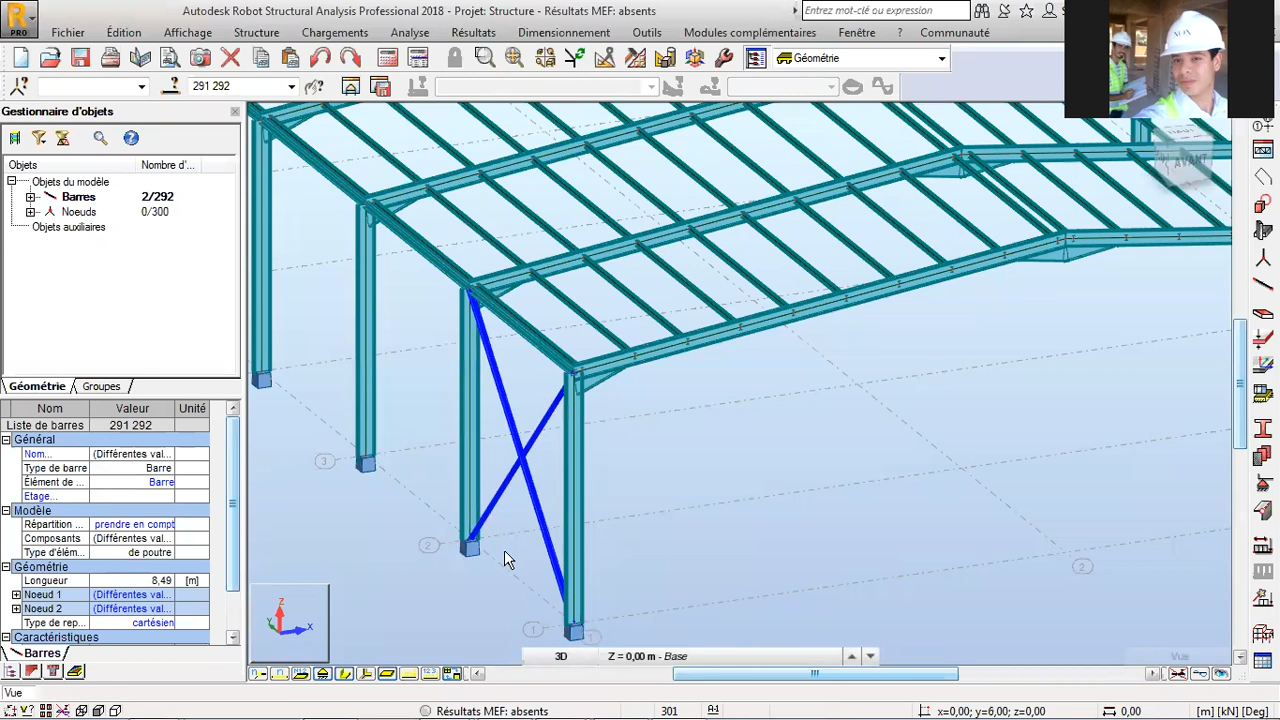 PRO
Autodesk Robot Structural Analysis Professional 2018 - Projet: Structure - Résultats MEF: absents
Entrez mot-clé ou expression
Fichier Édition Affichage Structure Chargements Analyse Résultats Dimensionnement Outils Modules complémentaires Fenêtre Communauté
Géométrie
291 292
Gestionnaire d'objets
Objets Nombre d'...
Objets du modèle
Barres 2/292
Noeuds 0/300
Objets auxiliaires
Géométrie Groupes
Nom Valeur Unité
Liste de barres 291 292
Général
Nom... (Différentes val...
Type de barre Barre
Élément de ... Barre
Etage...
Modèle
Répartition ... prendre en compt
Composants (Différentes val...
Type d'élém... de poutre
Géométrie
Longueur 8,49 [m]
Noeud 1 (Différentes val...
Noeud 2 (Différentes val...
Type de rep... cartésien
Caractéristiques
Barres
HAUT
AVANT
3
2
1
1
2
Z
Y
X
3D Z = 0,00 m - Base
Vue
Vue
Résultats MEF: absents 301 x=0,00; y=6,00; z=0,00 0,00 [m] [kN] [Deg]